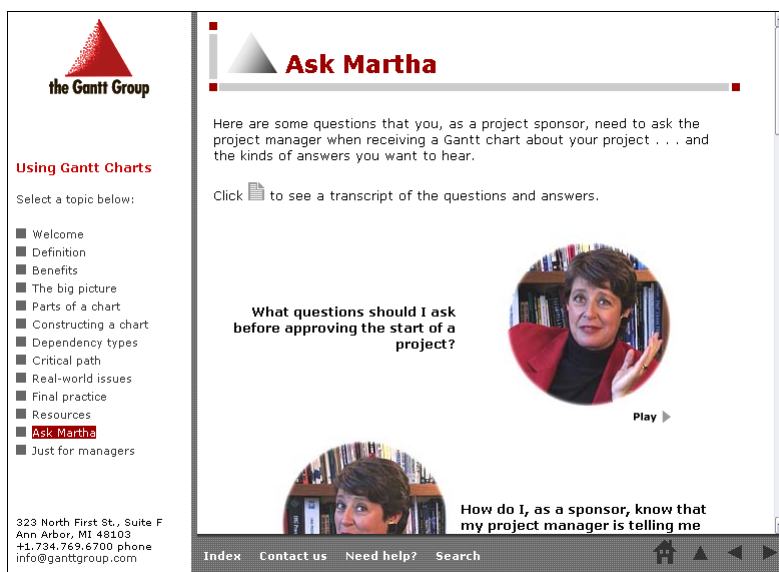 the Gantt Group
Using Gantt Charts
Select a topic below:
Welcome
Definition
Benefits
The big picture
Parts of a chart
Constructing a chart
Dependency types
Critical path
Real-world issues
Final practice
Resources
Ask Martha
Just for managers
323 North First St., Suite F
Ann Arbor, MI 48103
+1.734.769.6700 phone
info@ganttgroup.com
Ask Martha
Here are some questions that you, as a project sponsor, need to ask the
project manager when receiving a Gantt chart about your project . . . and
the kinds of answers you want to hear.
Click to see a transcript of the questions and answers.
What questions should I ask
before approving the start of a
project?
Play
How do I, as a sponsor, know that
my project manager is telling me
Index Contact us Need help? Search